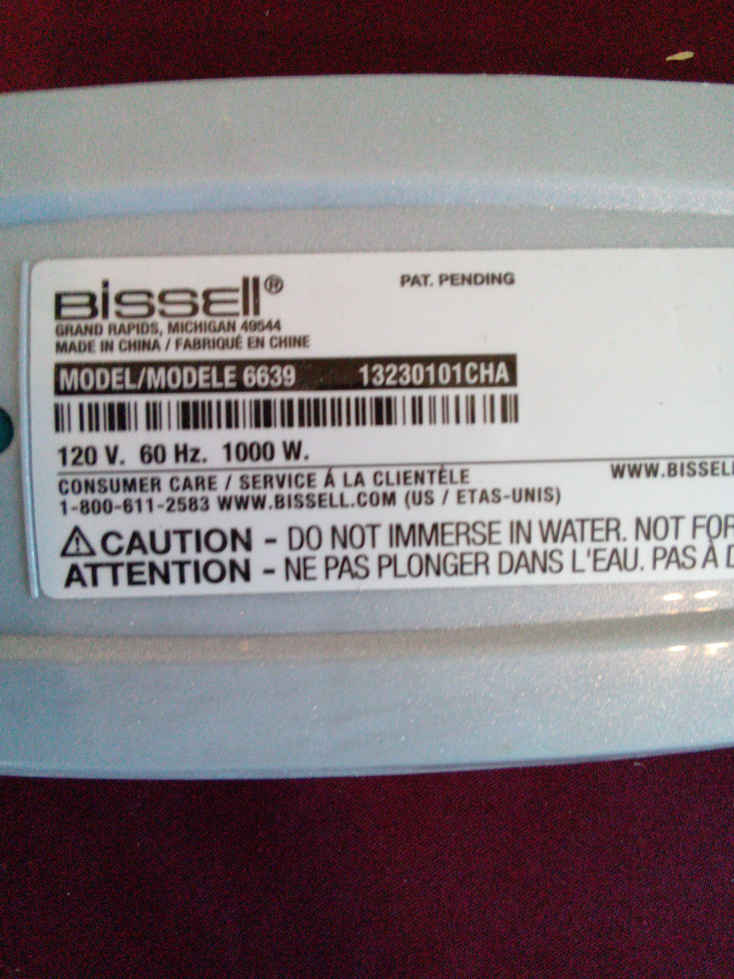 Bissell®
PAT. PENDING
GRAND RAPIDS, MICHIGAN 49544
MADE IN CHINA / FABRIQUÉ EN CHINE
MODEL/MODELE 6639 13230101CHA
120 V. 60 Hz. 1000 W.
CONSUMER CARE / SERVICE Á LA CLIENTÈLE
1-800-611-2583 WWW.BISSELL.COM (US / ETAS-UNIS)
WWW.BISSEL
⚠CAUTION - DO NOT IMMERSE IN WATER. NOT FOR
ATTENTION - NE PAS PLONGER DANS L'EAU. PAS À